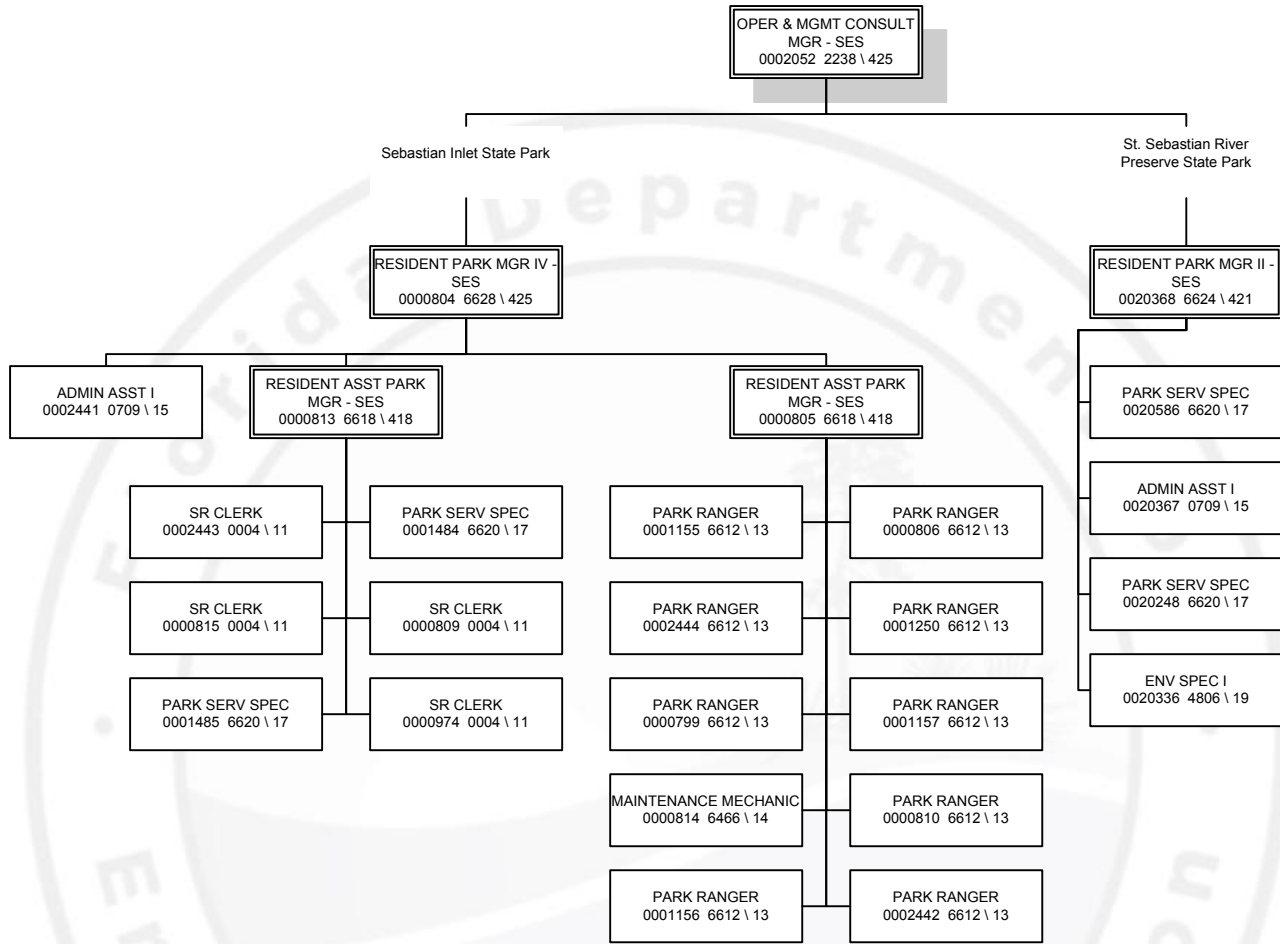 OPER & MGMT CONSULT
MGR - SES
0002052 2238 \ 425
Sebastian Inlet State Park
St. Sebastian River
Preserve State Park
RESIDENT PARK MGR IV -
SES
0000804 6628 \ 425
RESIDENT PARK MGR II -
SES
0020368 6624 \ 421
ADMIN ASST I
0002441 0709 \ 15
RESIDENT ASST PARK
MGR - SES
0000813 6618 \ 418
RESIDENT ASST PARK
MGR - SES
0000805 6618 \ 418
SR CLERK
0002443 0004 \ 11
PARK SERV SPEC
0001484 6620 \ 17
SR CLERK
0000815 0004 \ 11
SR CLERK
0000809 0004 \ 11
PARK SERV SPEC
0001485 6620 \ 17
SR CLERK
0000974 0004 \ 11
PARK RANGER
0001155 6612 \ 13
PARK RANGER
0000806 6612 \ 13
PARK RANGER
0002444 6612 \ 13
PARK RANGER
0001250 6612 \ 13
PARK RANGER
0000799 6612 \ 13
PARK RANGER
0001157 6612 \ 13
MAINTENANCE MECHANIC
0000814 6466 \ 14
PARK RANGER
0000810 6612 \ 13
PARK RANGER
0001156 6612 \ 13
PARK RANGER
0002442 6612 \ 13
PARK SERV SPEC
0020586 6620 \ 17
ADMIN ASST I
0020367 0709 \ 15
PARK SERV SPEC
0020248 6620 \ 17
ENV SPEC I
0020336 4806 \ 19
Florida Department